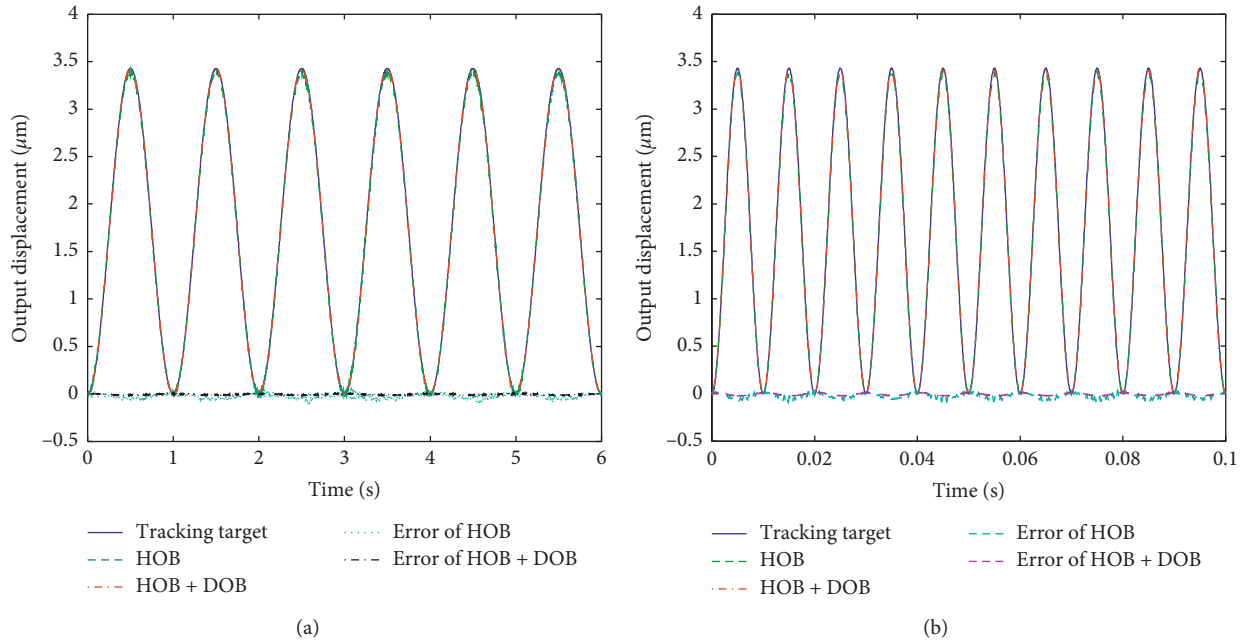 4
3.5
3
2.5
2
1.5
1
0.5
0
−0.5
Output displacement (μm)
0 1 2 3 4 5 6
Time (s)
Tracking target
HOB
HOB + DOB
Error of HOB
Error of HOB + DOB
(a)
4
3.5
3
2.5
2
1.5
1
0.5
0
−0.5
Output displacement (μm)
0 0.02 0.04 0.06 0.08 0.1
Time (s)
Tracking target
HOB
HOB + DOB
Error of HOB
Error of HOB + DOB
(b)